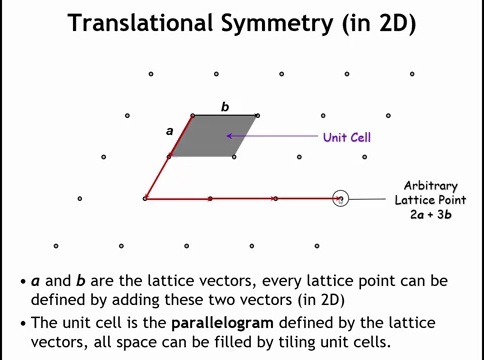 Translational Symmetry (in 2D)
b
a
Unit Cell
Arbitrary
Lattice Point
2a + 3b
• a and b are the lattice vectors, every lattice point can be
defined by adding these two vectors (in 2D)
• The unit cell is the parallelogram defined by the lattice
vectors, all space can be filled by tiling unit cells.